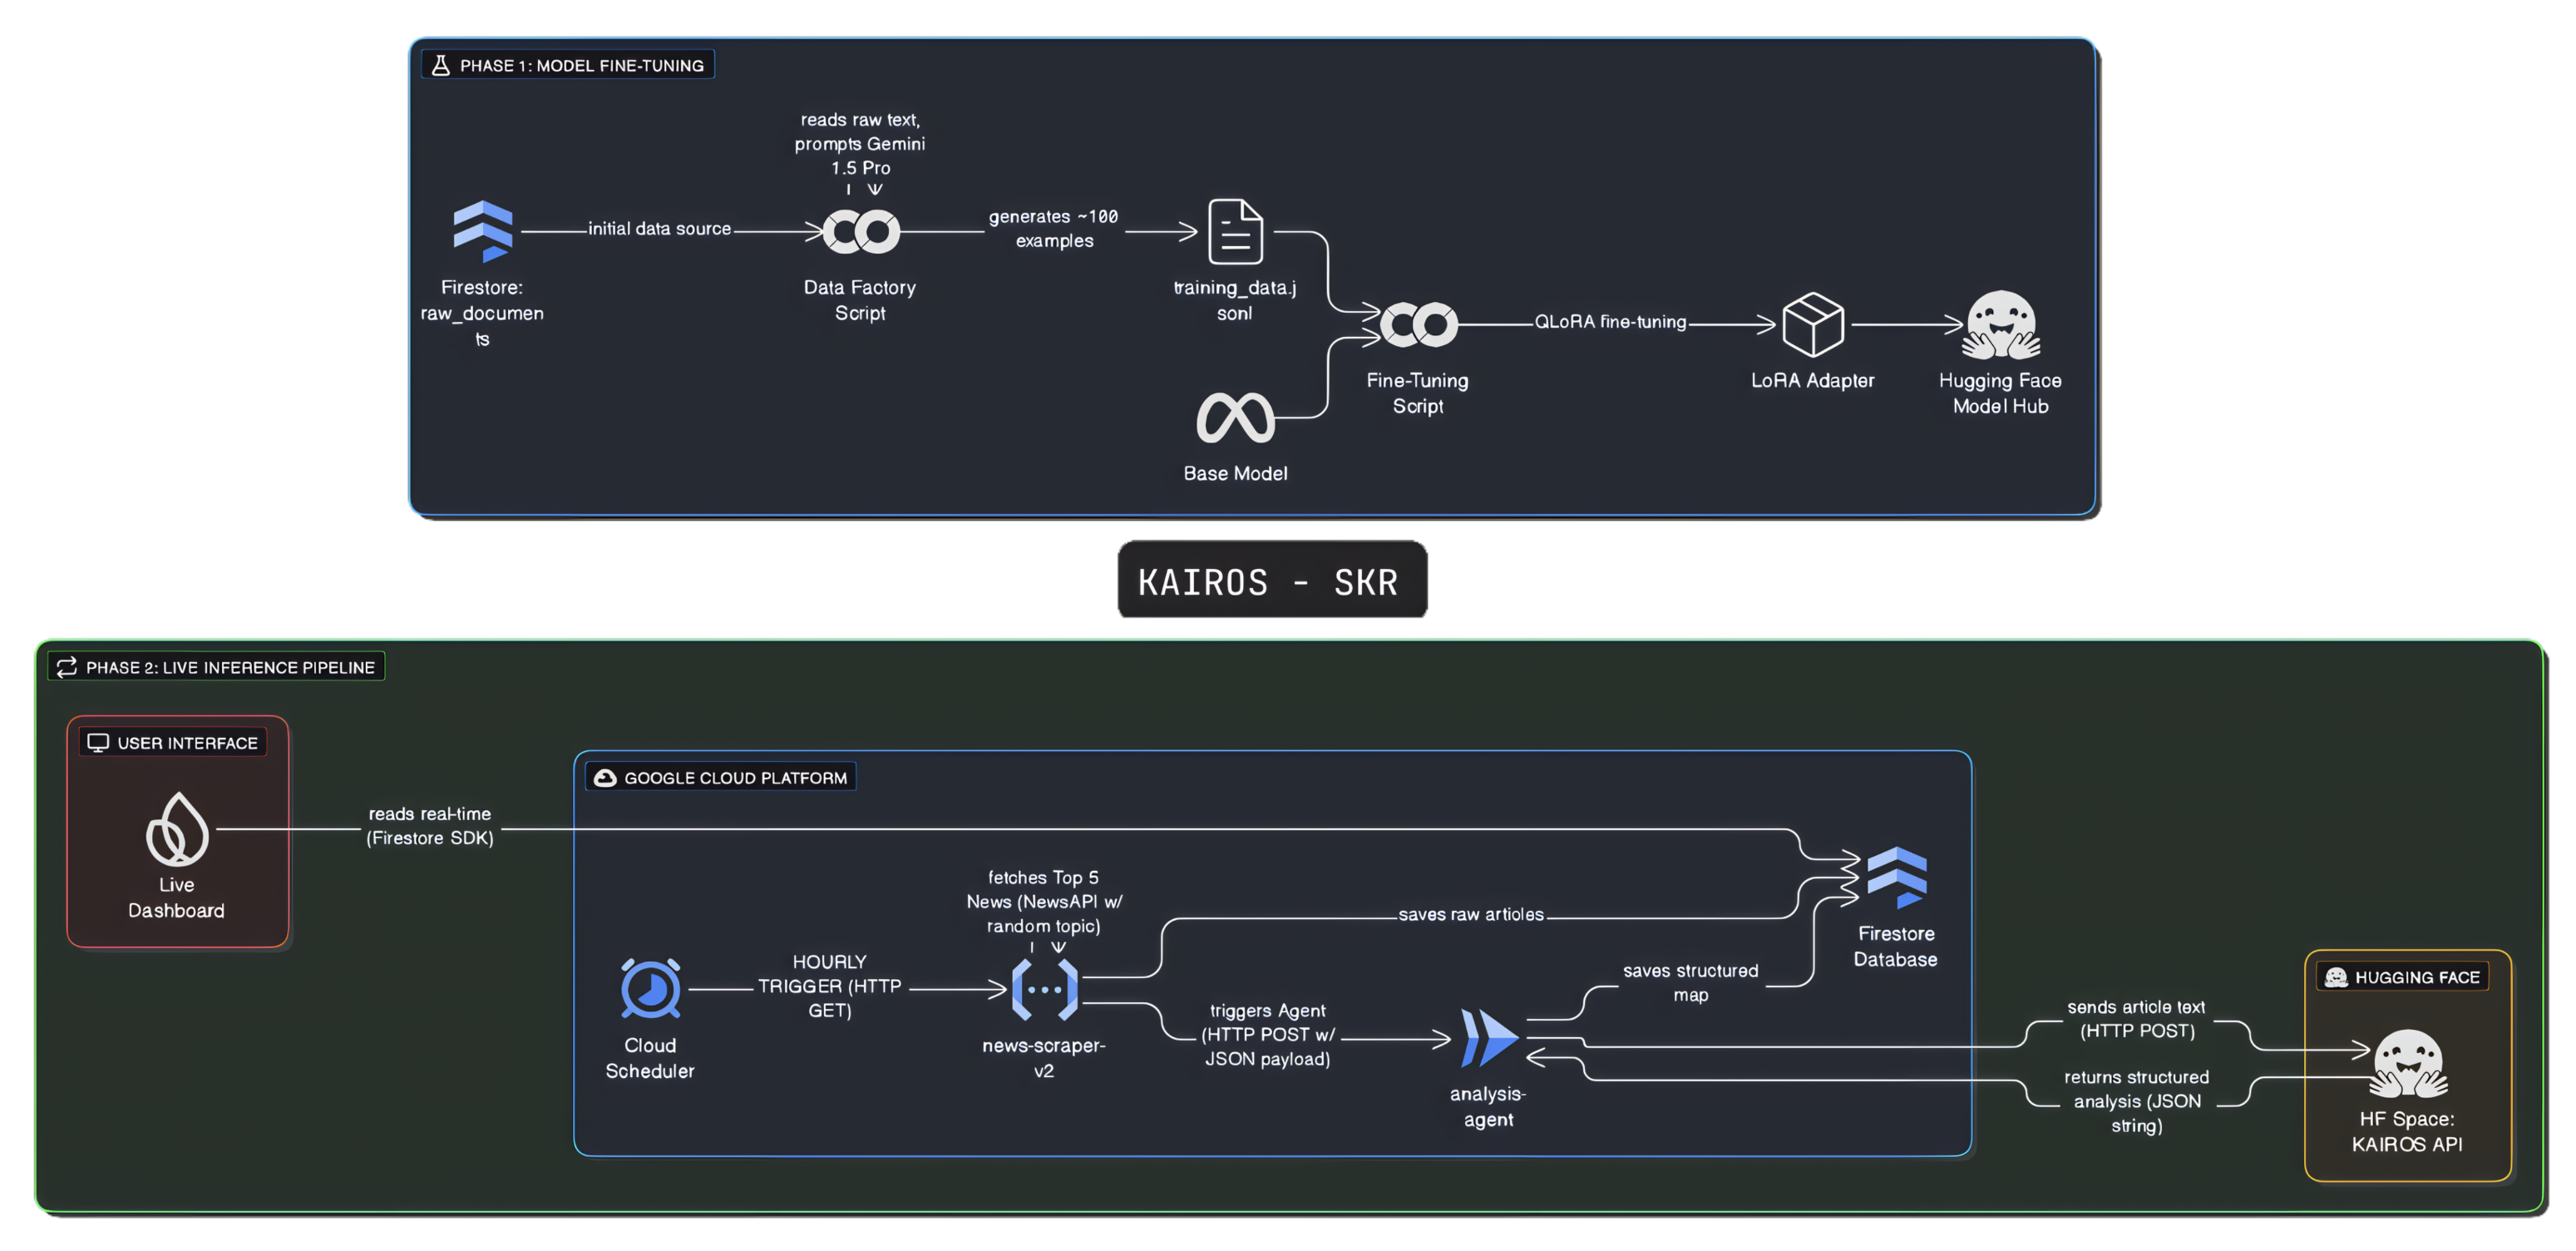 PHASE 1: MODEL FINE-TUNING
reads raw text,
prompts Gemini
1.5 Pro
initial data source
generates ~100
examples
Firestore:
raw_documen
ts
Data Factory
Script
training_data.j
sonl
QLoRA fine-tuning
Fine-Tuning
Script
LoRA Adapter
Hugging Face
Model Hub
Base Model
KAIROS - SKR
PHASE 2: LIVE INFERENCE PIPELINE
USER INTERFACE
Live
Dashboard
reads real-time
(Firestore SDK)
GOOGLE CLOUD PLATFORM
fetches Top 5
News (NewsAPI w/
random topic)
saves raw articles
Firestore
Database
HOURLY
TRIGGER (HTTP
GET)
saves structured
map
Cloud
Scheduler
news-scraper-
v2
triggers Agent
(HTTP POST w/
JSON payload)
analysis-
agent
sends article text
(HTTP POST)
returns structured
analysis (JSON
string)
HUGGING FACE
HF Space:
KAIROS API